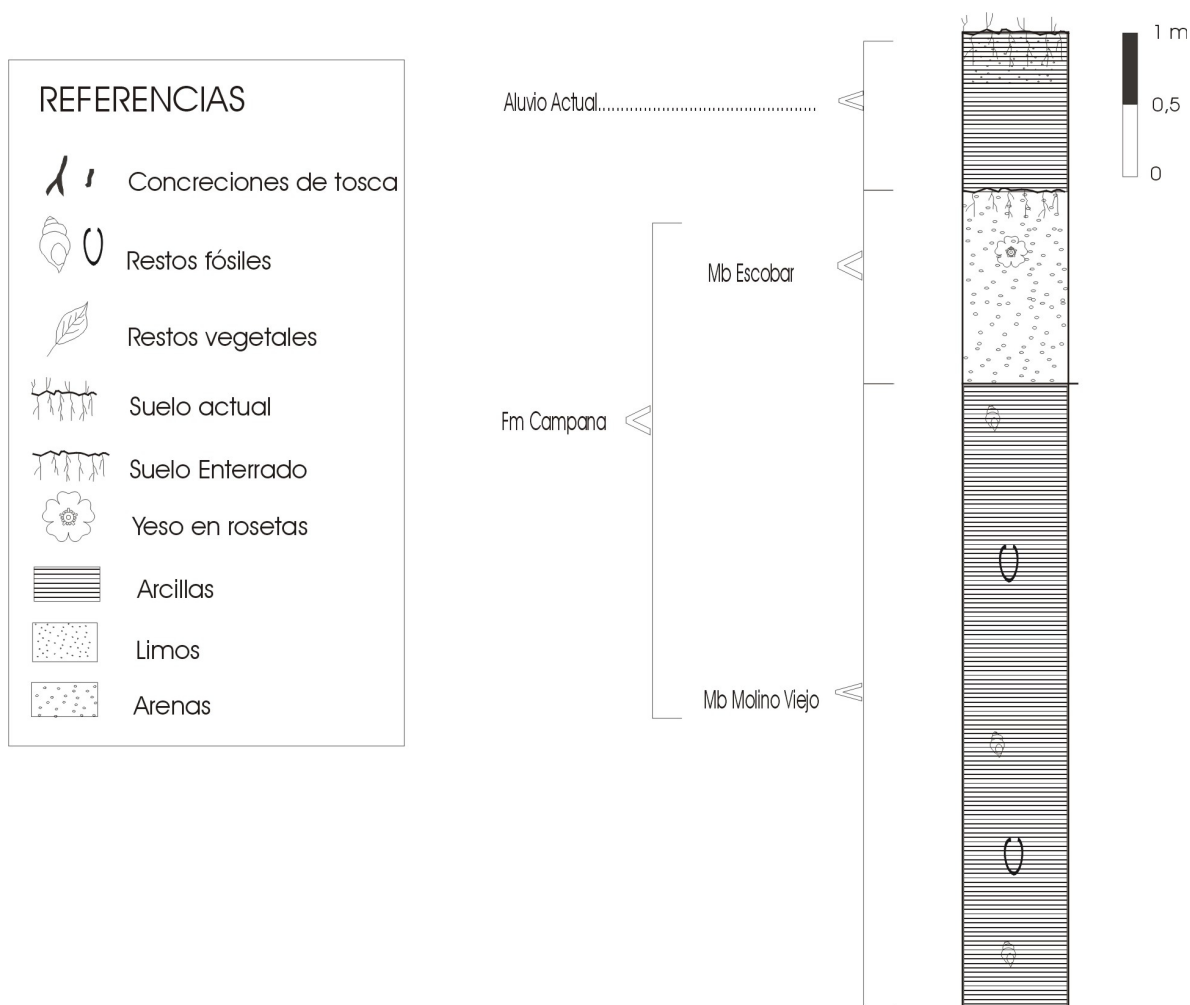 REFERENCIAS
Concreciones de tosca
Restos fósiles
Restos vegetales
Suelo actual
Suelo Enterrado
Yeso en rosetas
Arcillas
Limos
Arenas
Aluvio Actual
Mb Escobar
Fm Campana
Mb Molino Viejo
1 m
0,5
0